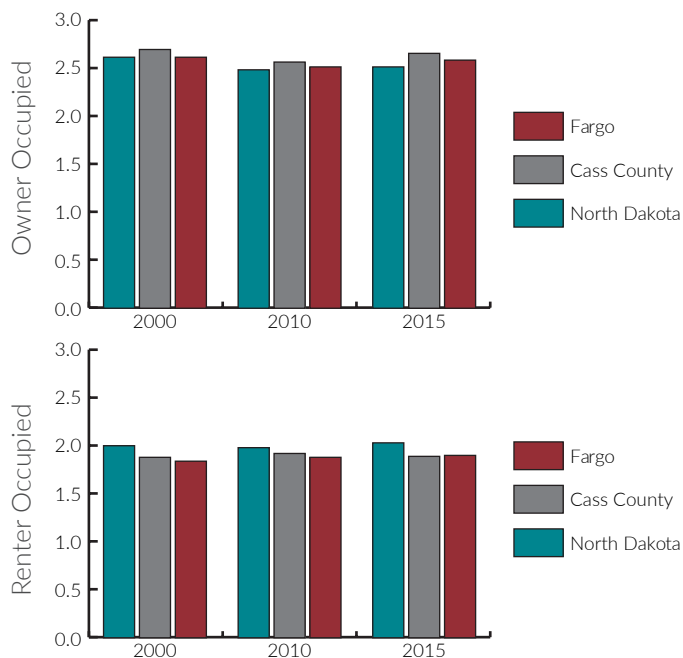 Owner Occupied
3.0
2.5
2.0
1.5
1.0
0.5
0.0
2000
2010
2015
Fargo
Cass County
North Dakota
Renter Occupied
3.0
2.5
2.0
1.5
1.0
0.5
0.0
2000
2010
2015
Fargo
Cass County
North Dakota